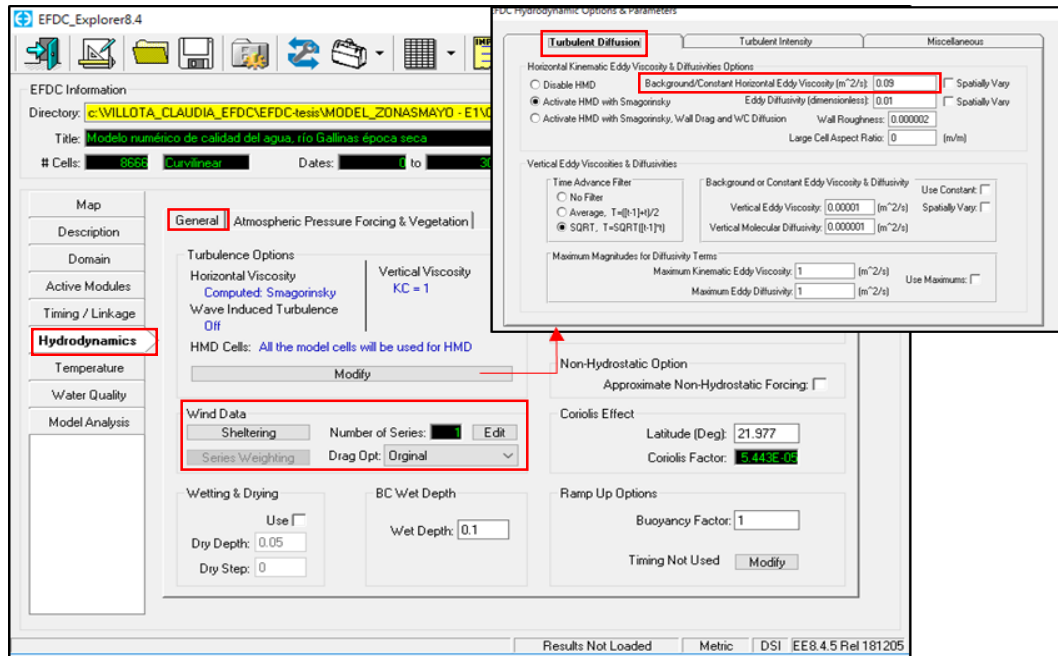 EFDC_Explorer8.4
EFDC Information
Directory: c:\VILLOTA_CLAUDIA_EFDC\EFDC-tesis\MODEL_ZONASMAYO - E1\
Title: Modelo numérico de calidad del agua, río Gallinas época seca
# Cells: 8666 Curvilinear Dates: 0 to
Map
Description
Domain
Active Modules
Timing / Linkage
Hydrodynamics
Temperature
Water Quality
Model Analysis
General Atmospheric Pressure Forcing & Vegetation
Turbulence Options
Horizontal Viscosity
Computed: Smagorinsky
Wave Induced Turbulence
Off
Vertical Viscosity
KC = 1
HMD Cells: All the model cells will be used for HMD
Modify
Wind Data
Sheltering Number of Series: 1 Edit
Series Weighting Drag Opt: Orginal
Wetting & Drying
Use
Dry Depth: 0.05
Dry Step: 0
BC Wet Depth
Wet Depth: 0.1
Non-Hydrostatic Option
Approximate Non-Hydrostatic Forcing:
Coriolis Effect
Latitude (Deg): 21.977
Coriolis Factor: 5.443E-05
Ramp Up Options
Buoyancy Factor: 1
Timing Not Used Modify
Results Not Loaded Metric DSI EE8.4.5 Rel 181205
EFDC Hydrodynamic Options & Parameters
Turbulent Diffusion Turbulent Intensity Miscellaneous
Horizontal Kinematic Eddy Viscosity & Diffusivities Options
Disable HMD Background/Constant Horizontal Eddy Viscosity (m^2/s): 0.09 Spatially Vary
Activate HMD with Smagorinsky Eddy Diffusivity (dimensionless): 0.01 Spatially Vary
Activate HMD with Smagorinsky, Wall Drag and WC Diffusion Wall Roughness: 0.000002
Large Cell Aspect Ratio: 0 (m/m)
Vertical Eddy Viscosities & Diffusivities
Time Advance Filter
No Filter
Average, T=([t-1]+t)/2
SQRT, T=SQRT([t-1]*t)
Background or Constant Eddy Viscosity & Diffusivity
Vertical Eddy Viscosity: 0.00001 (m^2/s)
Vertical Molecular Diffusivity: 0.000001 (m^2/s)
Use Constant:
Spatially Vary:
Maximum Magnitudes for Diffusivity Terms
Maximum Kinematic Eddy Viscosity: 1 (m^2/s)
Maximum Eddy Diffusivity: 1 (m^2/s)
Use Maximums: